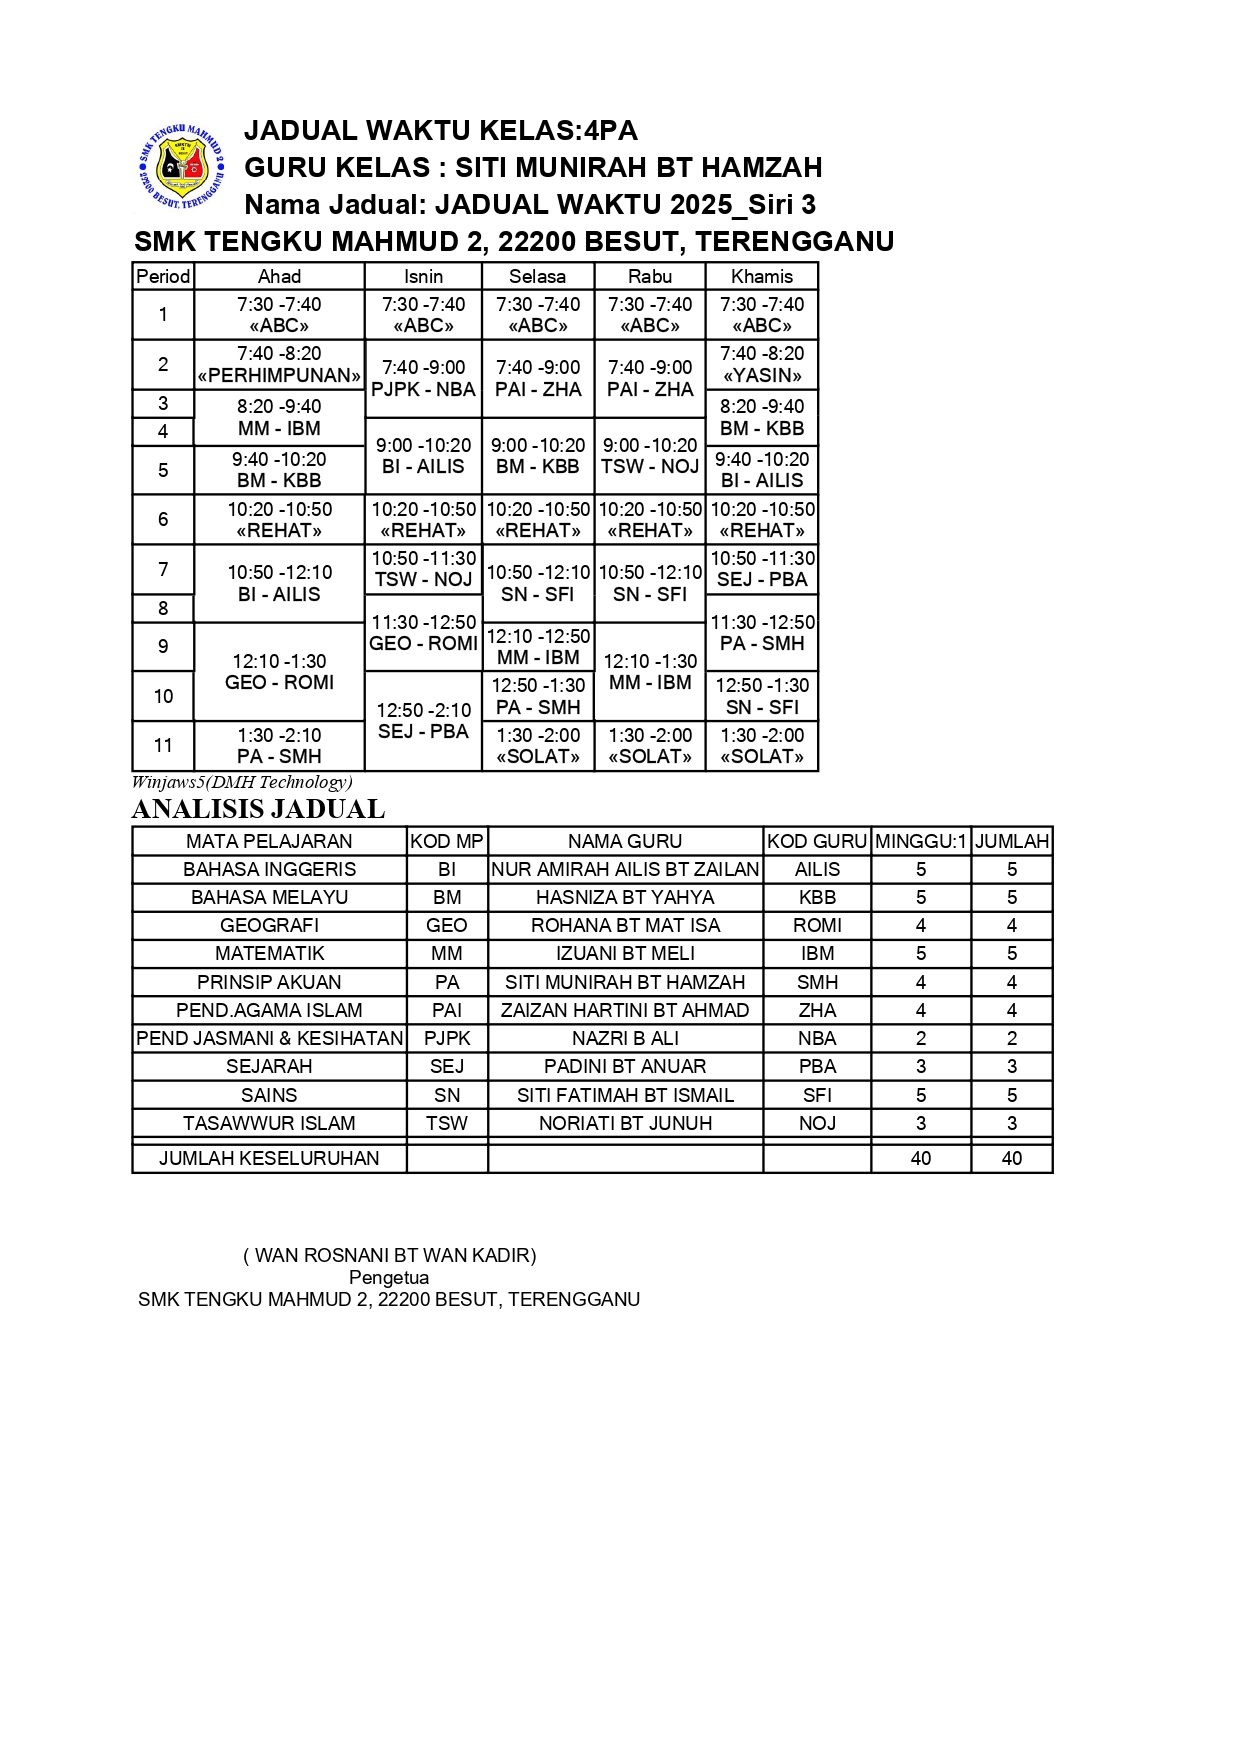 SMK TENGKU MAHMUD 2
22200 BESUT, TERENGGANU
JADUAL WAKTU KELAS:4PA
GURU KELAS : SITI MUNIRAH BT HAMZAH
Nama Jadual: JADUAL WAKTU 2025_Siri 3
SMK TENGKU MAHMUD 2, 22200 BESUT, TERENGGANU
Period Ahad Isnin Selasa Rabu Khamis
1 7:30 -7:40 «ABC» 7:30 -7:40 «ABC» 7:30 -7:40 «ABC» 7:30 -7:40 «ABC» 7:30 -7:40 «ABC»
2 7:40 -8:20 «PERHIMPUNAN» 7:40 -9:00 PJPK - NBA 7:40 -9:00 PAI - ZHA 7:40 -9:00 PAI - ZHA 7:40 -8:20 «YASIN»
3 8:20 -9:40 MM - IBM 8:20 -9:40 BM - KBB
4 9:00 -10:20 BI - AILIS 9:00 -10:20 BM - KBB 9:00 -10:20 TSW - NOJ
5 9:40 -10:20 BM - KBB 9:40 -10:20 BI - AILIS
6 10:20 -10:50 «REHAT» 10:20 -10:50 «REHAT» 10:20 -10:50 «REHAT» 10:20 -10:50 «REHAT» 10:20 -10:50 «REHAT»
7 10:50 -12:10 BI - AILIS 10:50 -11:30 TSW - NOJ 10:50 -12:10 SN - SFI 10:50 -12:10 SN - SFI 10:50 -11:30 SEJ - PBA
8 11:30 -12:50 GEO - ROMI 11:30 -12:50 PA - SMH
9 12:10 -1:30 GEO - ROMI 12:10 -12:50 MM - IBM 12:10 -1:30 MM - IBM
10 12:50 -2:10 SEJ - PBA 12:50 -1:30 PA - SMH 12:50 -1:30 SN - SFI
11 1:30 -2:10 PA - SMH 1:30 -2:00 «SOLAT» 1:30 -2:00 «SOLAT» 1:30 -2:00 «SOLAT»
Winjaws5(DMH Technology)
ANALISIS JADUAL
MATA PELAJARAN KOD MP NAMA GURU KOD GURU MINGGU:1 JUMLAH
BAHASA INGGERIS BI NUR AMIRAH AILIS BT ZAILAN AILIS 5 5
BAHASA MELAYU BM HASNIZA BT YAHYA KBB 5 5
GEOGRAFI GEO ROHANA BT MAT ISA ROMI 4 4
MATEMATIK MM IZUANI BT MELI IBM 5 5
PRINSIP AKUAN PA SITI MUNIRAH BT HAMZAH SMH 4 4
PEND.AGAMA ISLAM PAI ZAIZAN HARTINI BT AHMAD ZHA 4 4
PEND JASMANI & KESIHATAN PJPK NAZRI B ALI NBA 2 2
SEJARAH SEJ PADINI BT ANUAR PBA 3 3
SAINS SN SITI FATIMAH BT ISMAIL SFI 5 5
TASAWWUR ISLAM TSW NORIATI BT JUNUH NOJ 3 3
JUMLAH KESELURUHAN 40 40
( WAN ROSNANI BT WAN KADIR)
Pengetua
SMK TENGKU MAHMUD 2, 22200 BESUT, TERENGGANU